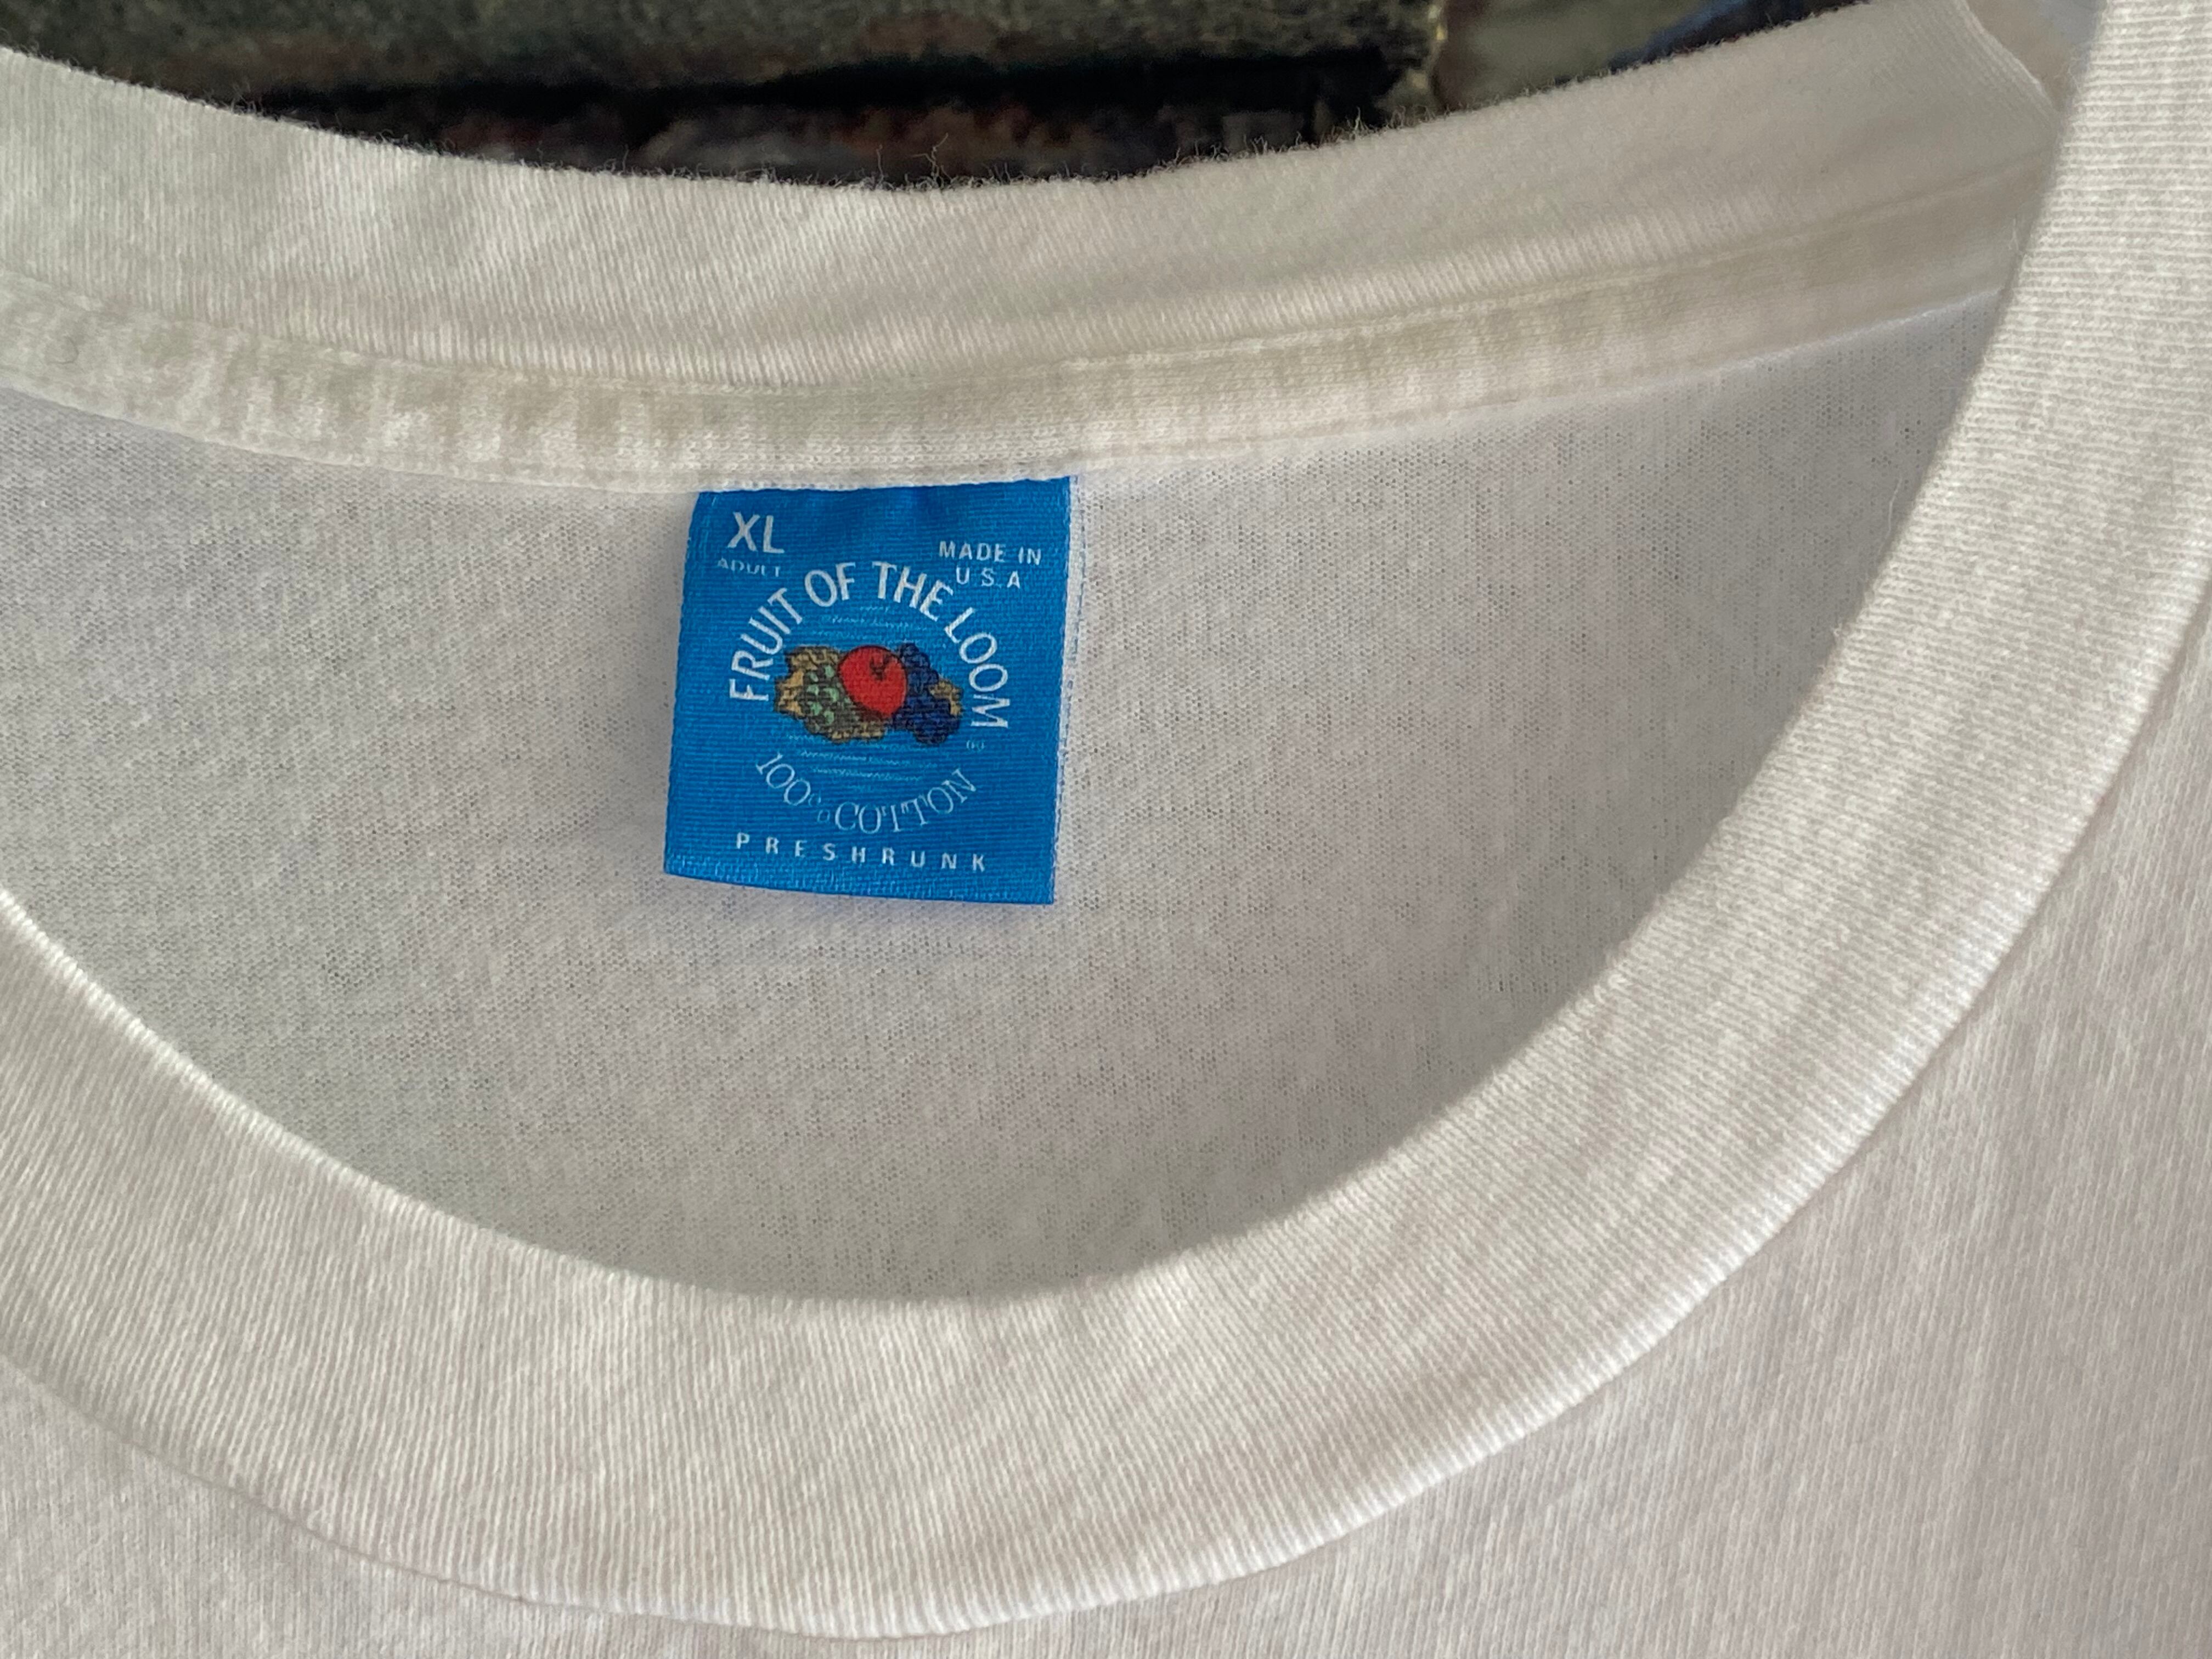 XL
ADULT
MADE IN
U.S.A
FRUIT OF THE LOOM
®
100% COTTON
PRESHRUNK